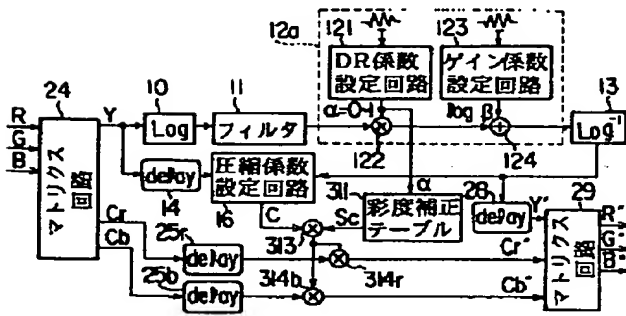 12a
121
DR係数
設定回路
123
ゲイン係数
設定回路
24
R
G
B
マトリクス
回路
Y
10
Log
11
フィルタ
α=0-1
122
log β
124
13
Log⁻¹
delay
14
圧縮係数
設定回路
16
C
313
Sc
311
彩度補正
テーブル
α
28
delay
Y'
29
マトリクス
回路
R"
G"
B"
Cr
Cb
25r
delay
314r
Cr"
25b
delay
314b
Cb"